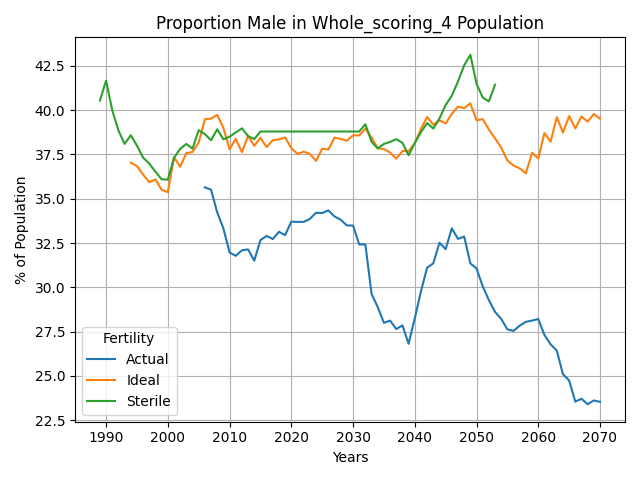 Proportion Male in Whole_scoring_4 Population
% of Population
42.5
40.0
37.5
35.0
32.5
30.0
27.5
25.0
22.5
Fertility
Actual
Ideal
Sterile
1990 2000 2010 2020 2030 2040 2050 2060 2070
Years